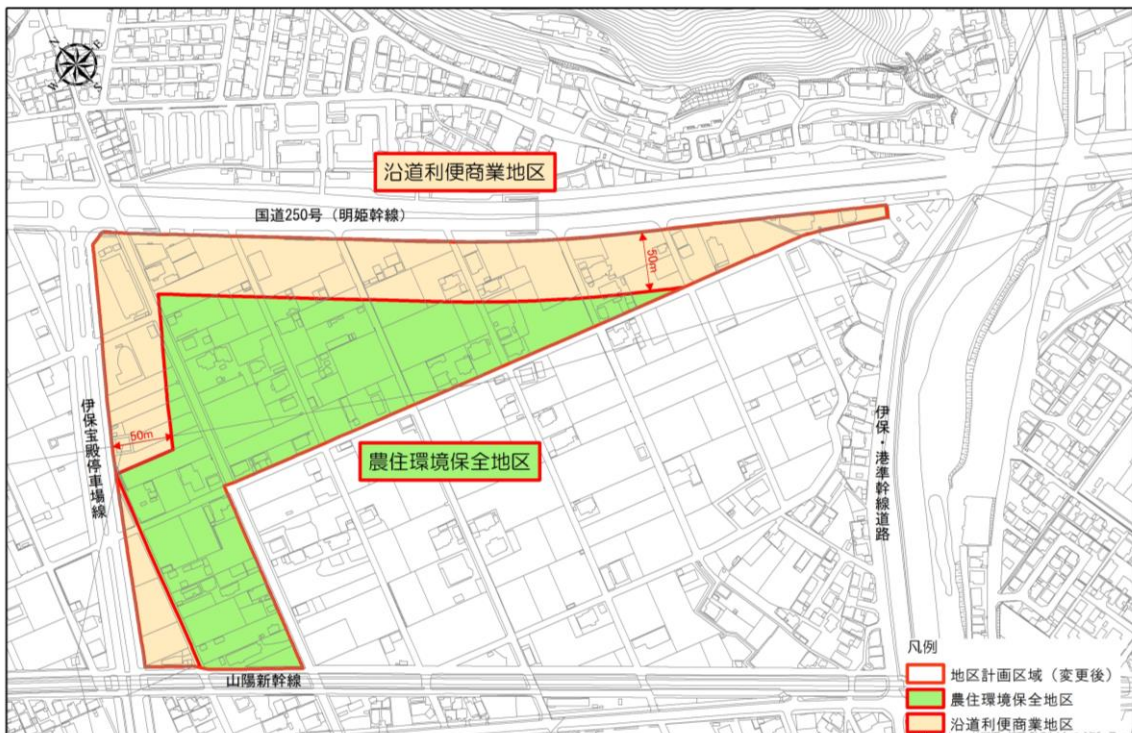 N
E
W
S
沿道利便商業地区
国道250号（明姫幹線）
50m
50m
伊保宝殿停車場線
農住環境保全地区
伊保・港準幹線道路
山陽新幹線
凡例
地区計画区域（変更後）
農住環境保全地区
沿道利便商業地区